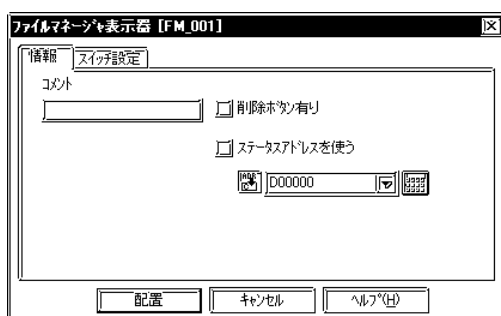 ファイルマネージャ表示器 [FM_001]
情報 スイッチ設定
コメント
削除ボタン有り
ステータスアドレスを使う
D00000
配置 キャンセル ヘルプ(H)